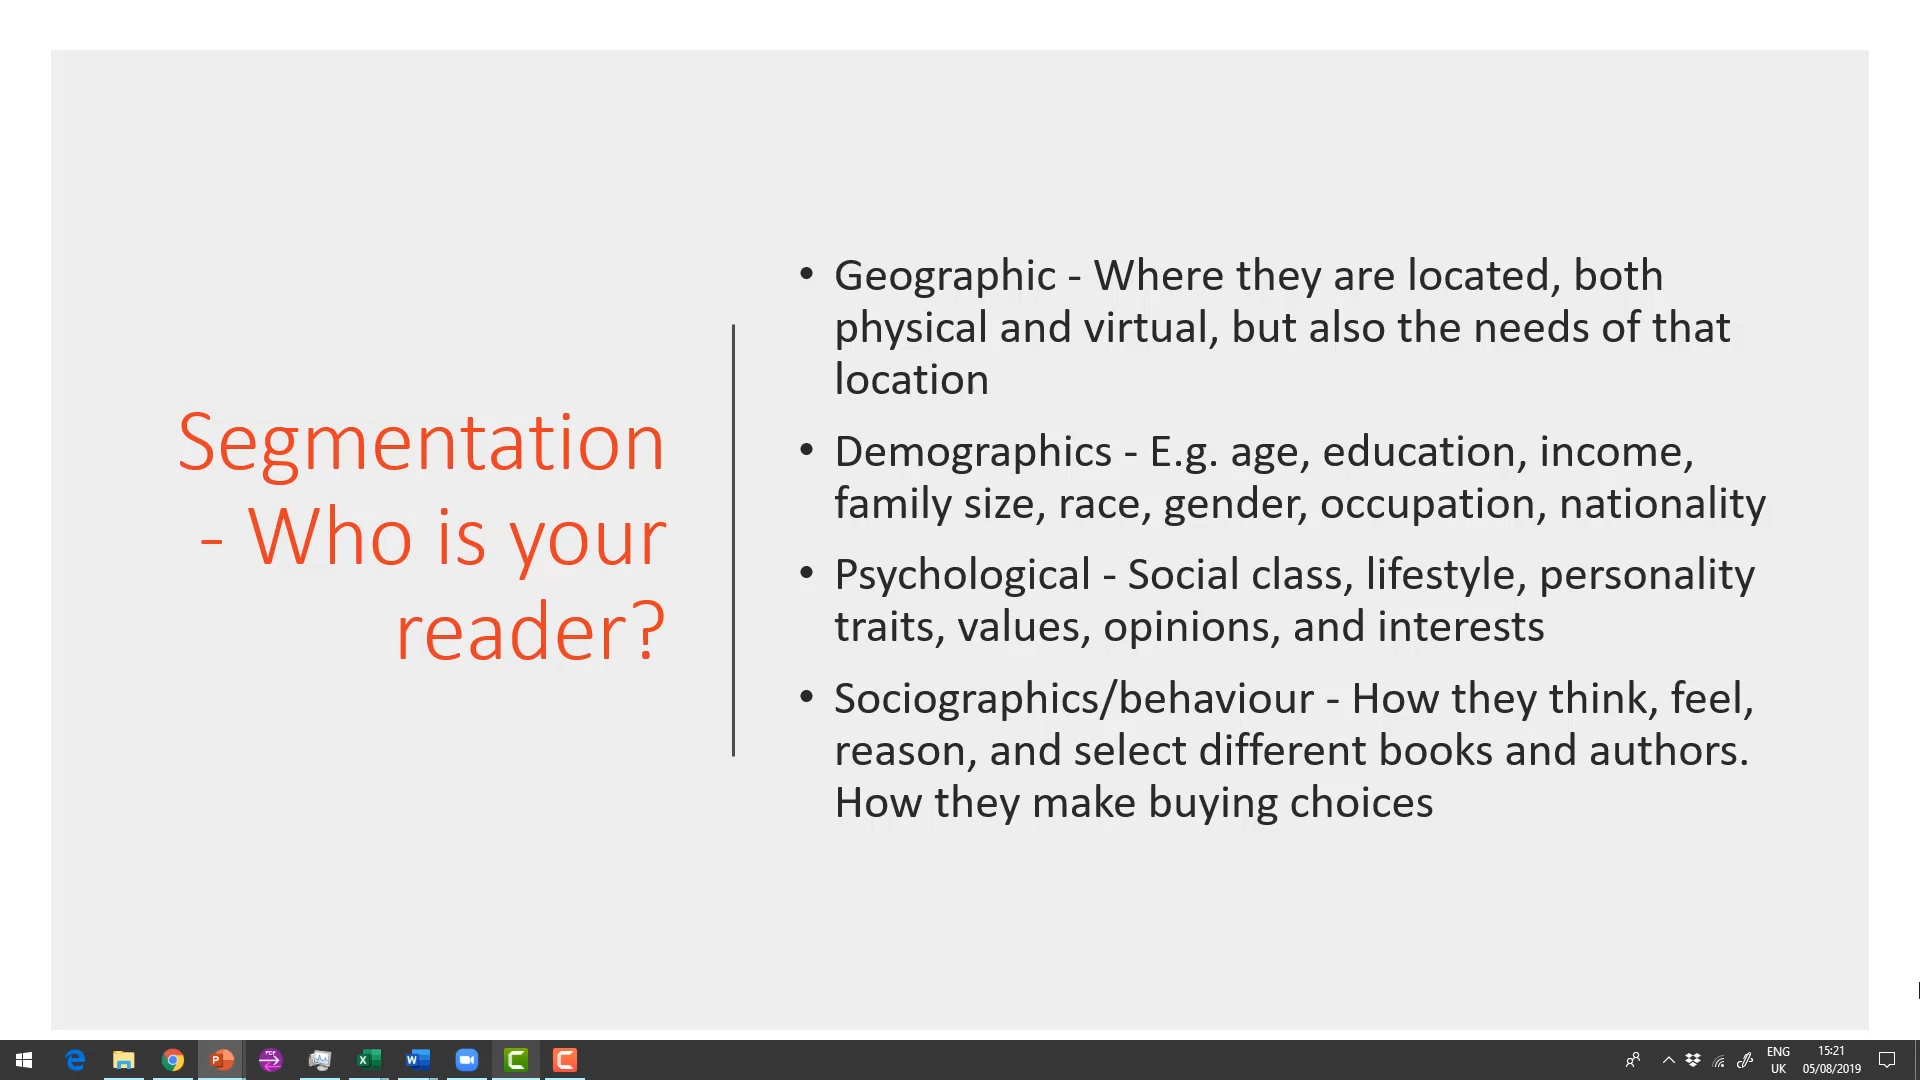 Segmentation
- Who is your
reader?
• Geographic - Where they are located, both
physical and virtual, but also the needs of that
location
• Demographics - E.g. age, education, income,
family size, race, gender, occupation, nationality
• Psychological - Social class, lifestyle, personality
traits, values, opinions, and interests
• Sociographics/behaviour - How they think, feel,
reason, and select different books and authors.
How they make buying choices
ENG
UK
15:21
05/08/2019